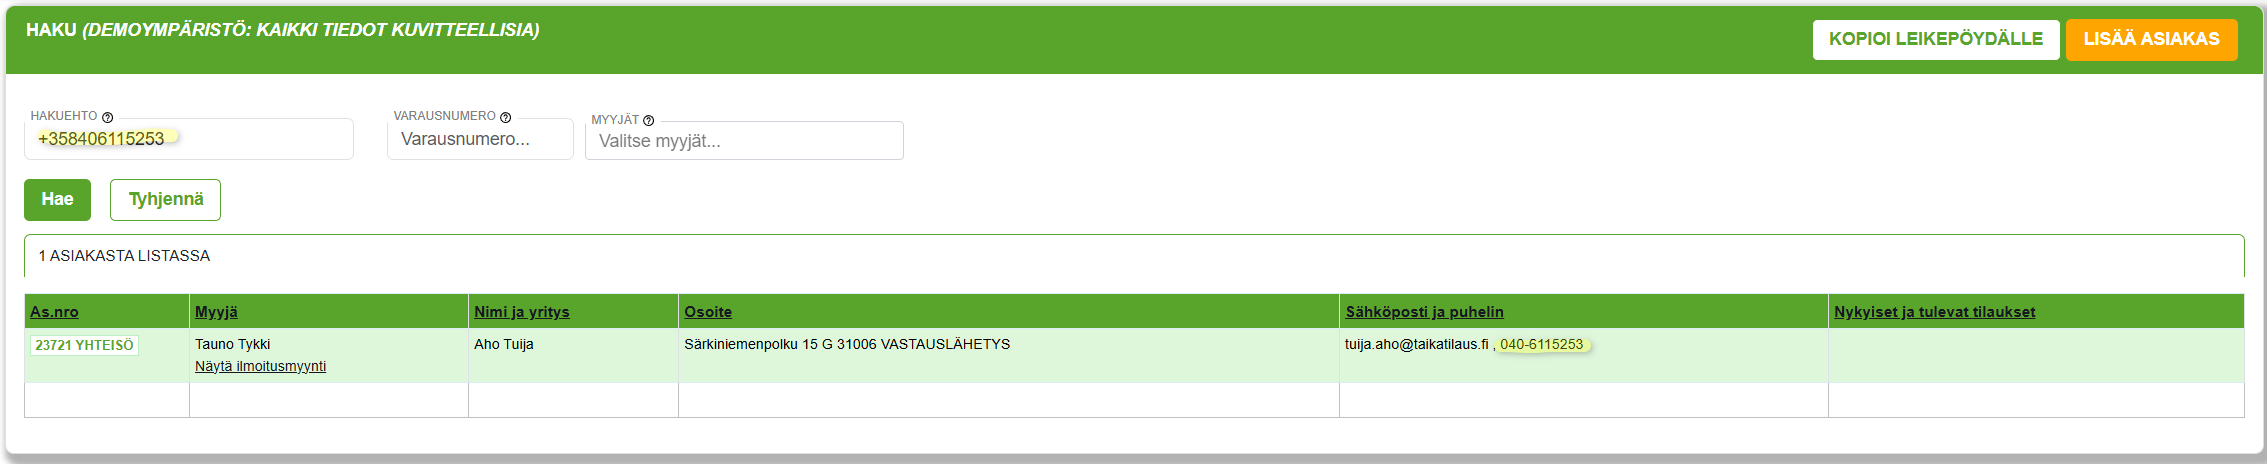 HAKU (DEMOYMPÄRISTÖ: KAIKKI TIEDOT KUVITTEELLISIA)
KOPIOI LEIKEPÖYDÄLLE
LISÄÄ ASIAKAS
HAKUEHTO
+358406115253
VARAUSNUMERO
Varausnumero...
MYYJÄT
Valitse myyjät...
Hae
Tyhjennä
1 ASIAKASTA LISTASSA
As.nro Myyjä Nimi ja yritys Osoite Sähköposti ja puhelin Nykyiset ja tulevat tilaukset
23721 YHTEISÖ Tauno Tykki Aho Tuija Särkiniemenpolku 15 G 31006 VASTAUSLÄHETYS tuija.aho@taikatilaus.fi , 040-6115253
Näytä ilmoitusmyynti